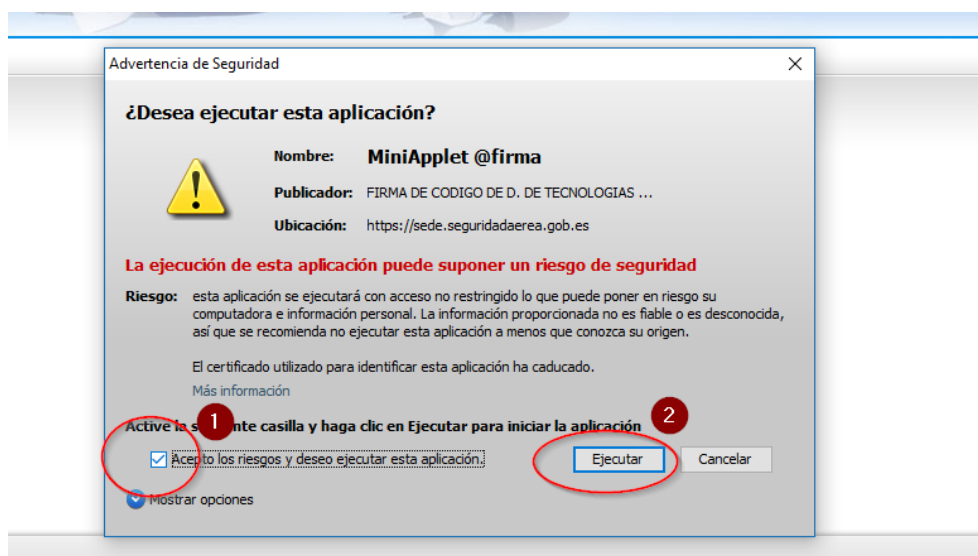 Advertencia de Seguridad
¿Desea ejecutar esta aplicación?
Nombre: MiniApplet @firma
Publicador: FIRMA DE CODIGO DE D. DE TECNOLOGIAS ...
Ubicación: https://sede.seguridadaerea.gob.es
La ejecución de esta aplicación puede suponer un riesgo de seguridad
Riesgo: esta aplicación se ejecutará con acceso no restringido lo que puede poner en riesgo su
computadora e información personal. La información proporcionada no es fiable o es desconocida,
así que se recomienda no ejecutar esta aplicación a menos que conozca su origen.
El certificado utilizado para identificar esta aplicación ha caducado.
Más información
1
2
Active la casilla y haga clic en Ejecutar para iniciar la aplicación
Acepto los riesgos y deseo ejecutar esta aplicación.
Ejecutar
Cancelar
Mostrar opciones